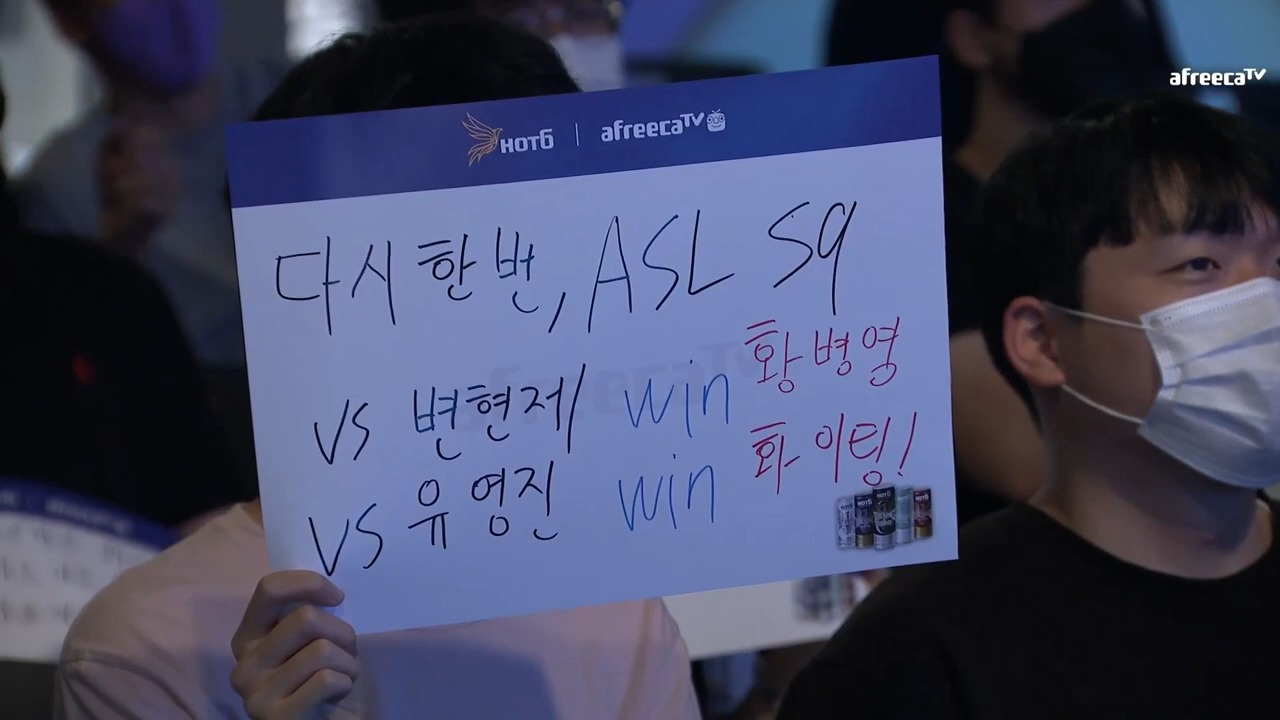 afreecaTV
HOT6 | afreecaTV
다시 한 번, ASL S9
vs 변현제/ win 황병영
vs 유영진 win 화이팅!